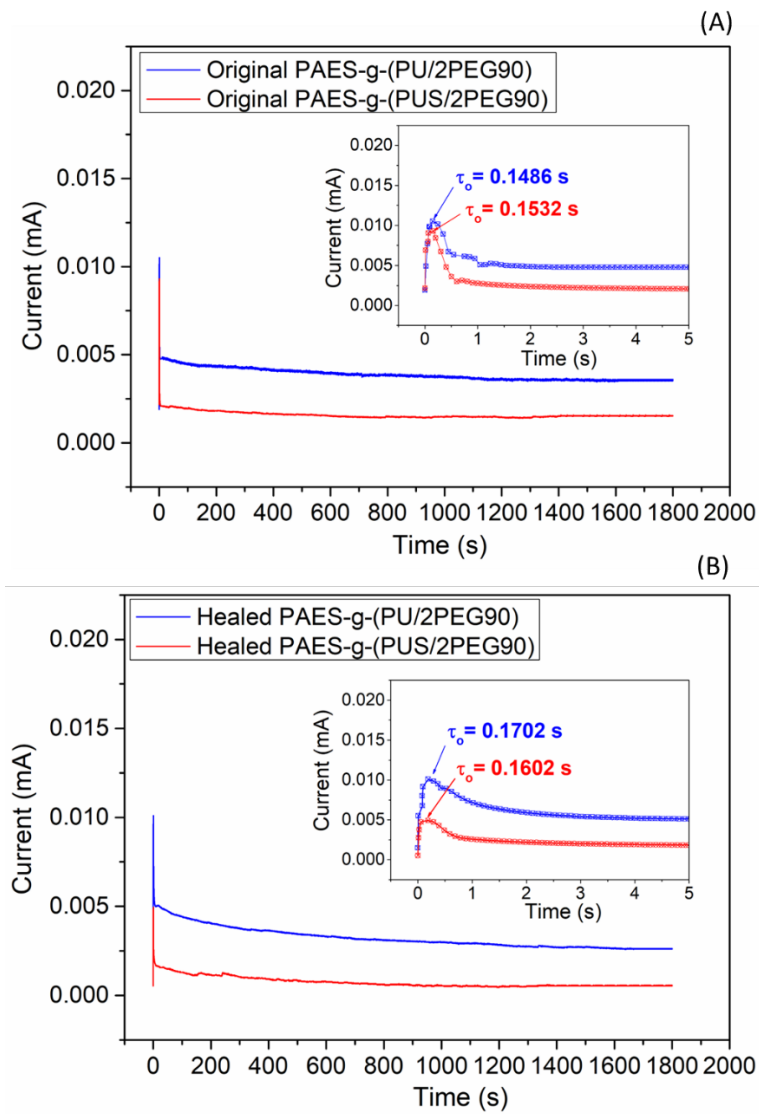 (A)
Original PAES-g-(PU/2PEG90)
Original PAES-g-(PUS/2PEG90)
0.020
0.015
0.010
0.005
0.000
Current (mA)
0 200 400 600 800 1000 1200 1400 1600 1800 2000
Time (s)
0.020
0.015
0.010
0.005
0.000
Current (mA)
τo= 0.1486 s
τo= 0.1532 s
0 1 2 3 4 5
Time (s)
(B)
Healed PAES-g-(PU/2PEG90)
Healed PAES-g-(PUS/2PEG90)
0.020
0.015
0.010
0.005
0.000
Current (mA)
0 200 400 600 800 1000 1200 1400 1600 1800 2000
Time (s)
0.020
0.015
0.010
0.005
0.000
Current (mA)
τo= 0.1702 s
τo= 0.1602 s
0 1 2 3 4 5
Time (s)